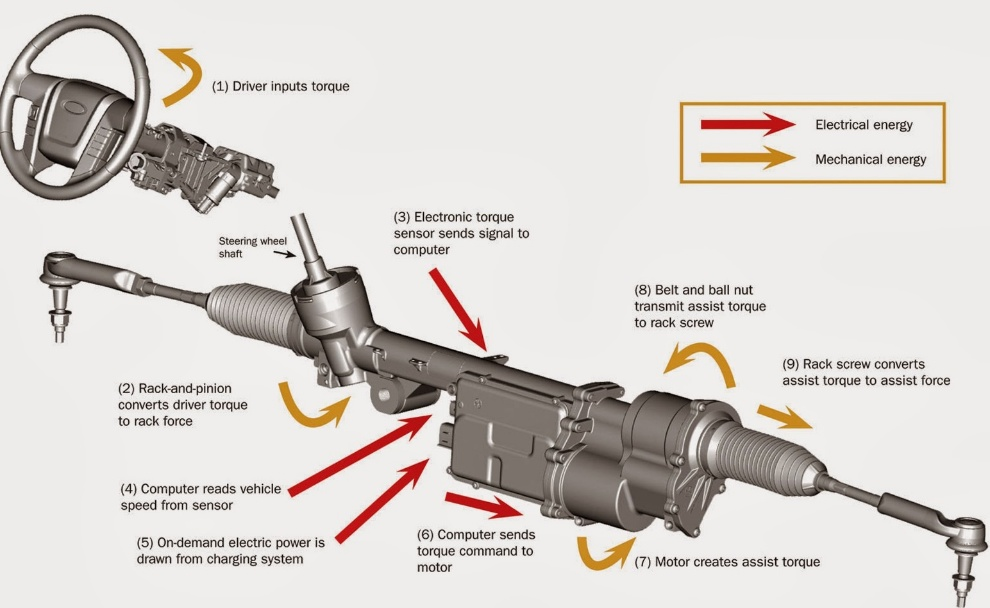 (1) Driver inputs torque
Electrical energy
Mechanical energy
(3) Electronic torque
sensor sends signal to
computer
Steering wheel
shaft
(8) Belt and ball nut
transmit assist torque
to rack screw
(9) Rack screw converts
assist torque to assist force
(2) Rack-and-pinion
converts driver torque
to rack force
(4) Computer reads vehicle
speed from sensor
(5) On-demand electric power is
drawn from charging system
(6) Computer sends
torque command to
motor
(7) Motor creates assist torque